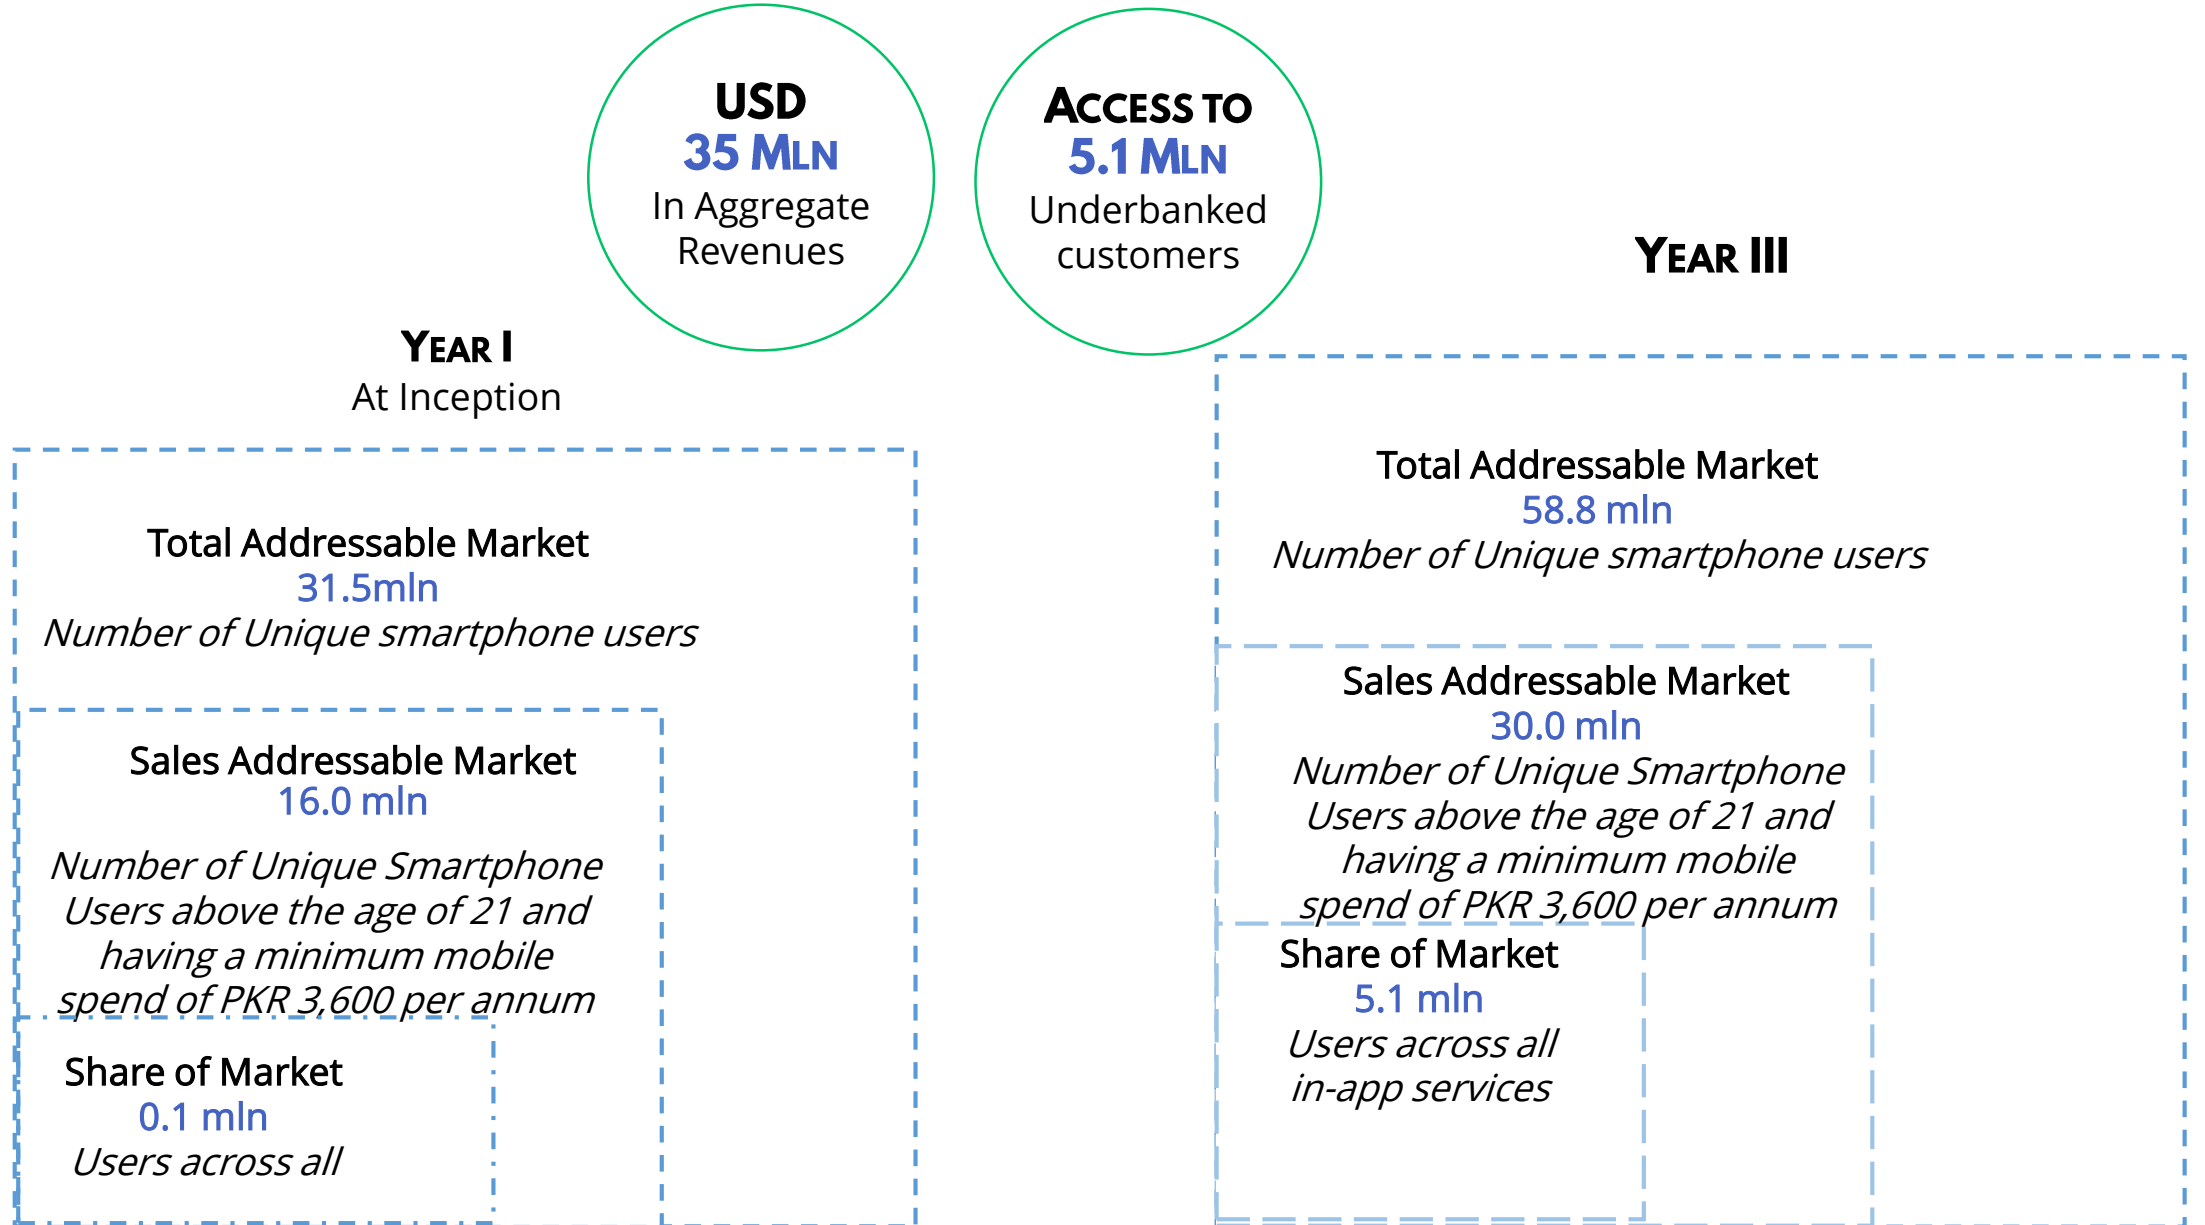 USD
35 MLN
In Aggregate
Revenues
ACCESS TO
5.1 MLN
Underbanked
customers
YEAR I
At Inception
Total Addressable Market
31.5mln
Number of Unique smartphone users
Sales Addressable Market
16.0 mln
Number of Unique Smartphone
Users above the age of 21 and
having a minimum mobile
spend of PKR 3,600 per annum
Share of Market
0.1 mln
Users across all
YEAR III
Total Addressable Market
58.8 mln
Number of Unique smartphone users
Sales Addressable Market
30.0 mln
Number of Unique Smartphone
Users above the age of 21 and
having a minimum mobile
spend of PKR 3,600 per annum
Share of Market
5.1 mln
Users across all
in-app services